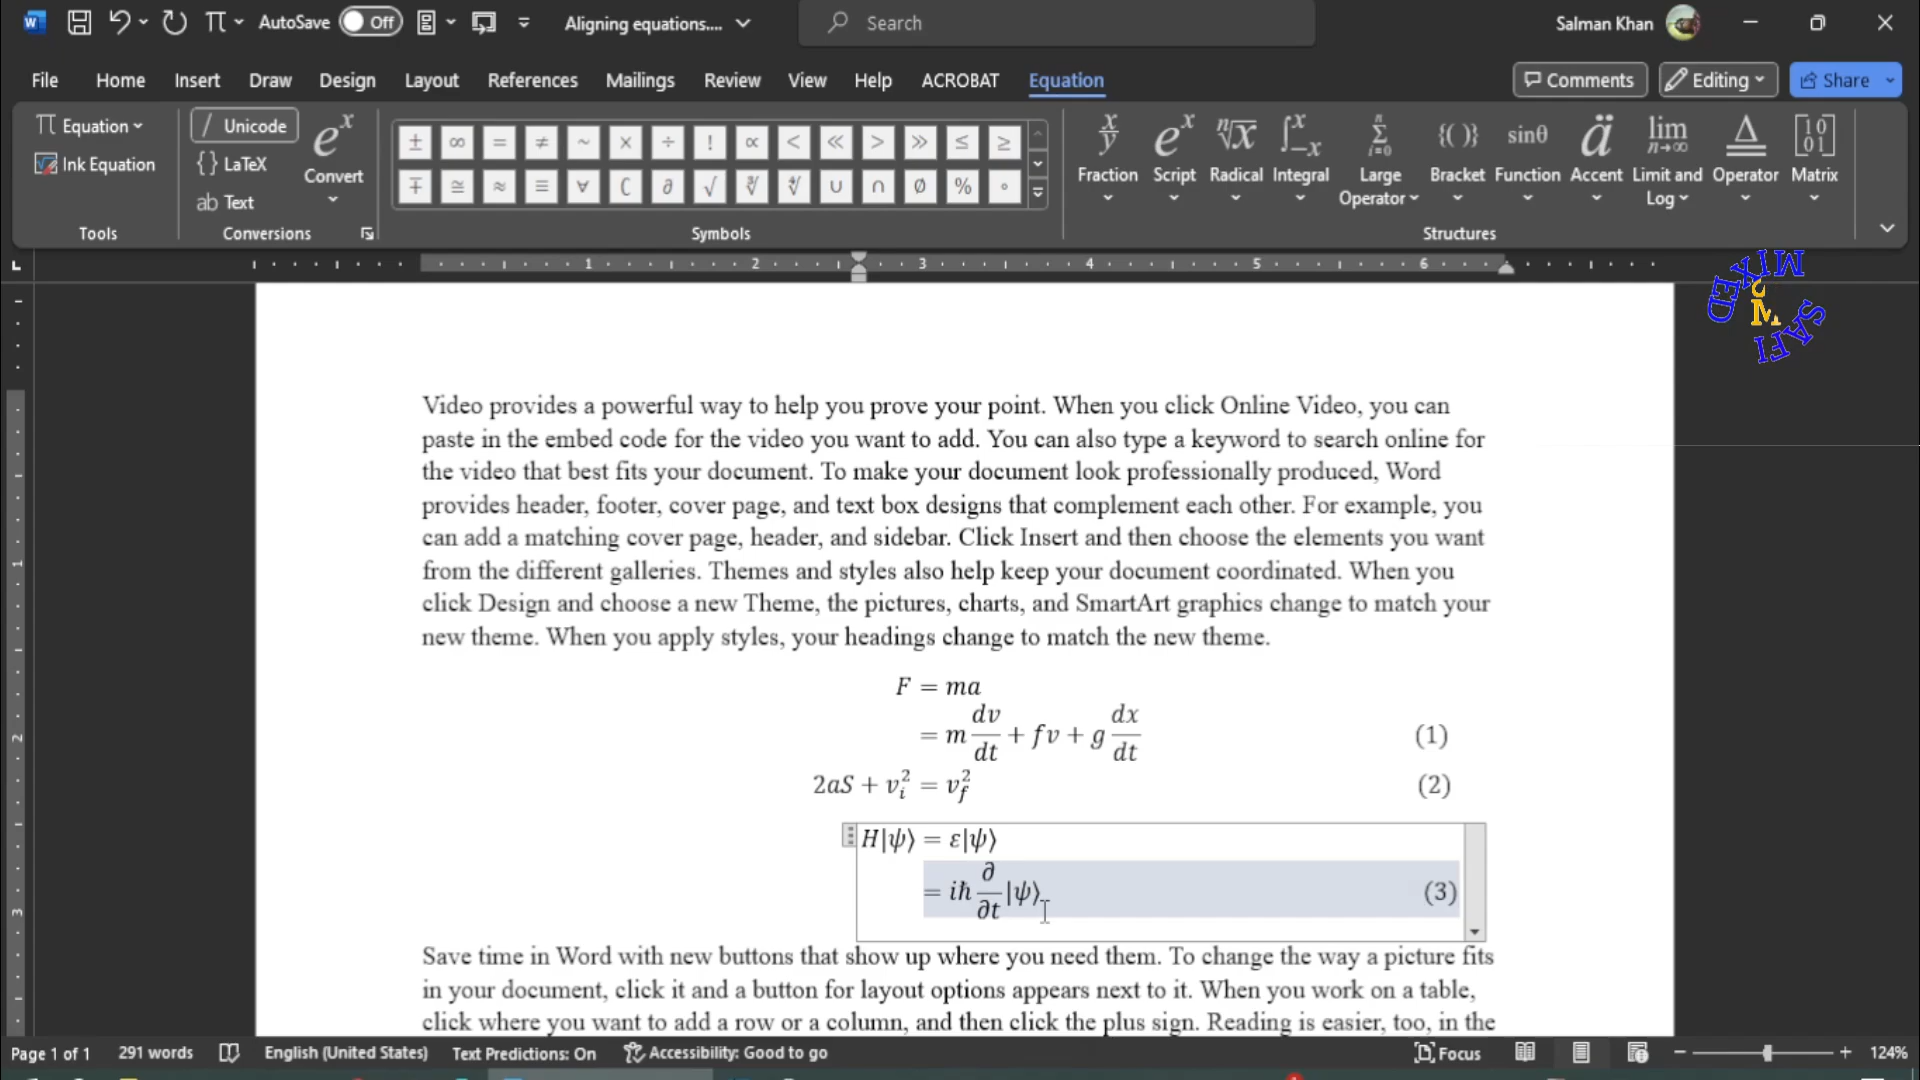 AutoSave Off Aligning equations.... Search Salman Khan
File Home Insert Draw Design Layout References Mailings Review View Help ACROBAT Equation Comments Editing Share
π Equation / Unicode eˣ ± ∞ = ≠ ~ × ÷ ! ∝ < ≪ > ≫ ≤ ≥
Ink Equation {} LaTeX Convert ∓ ≅ ≈ ≡ ∀ ∁ ∂ √ ∛ ∜ ∪ ∩ ∅ % ° Fraction Script Radical Integral Large Operator Bracket Function Accent Limit and Log Operator Matrix
ab Text
Tools Conversions Symbols Structures
1 2 3 4 5 6
MIXED SAFI
M
Video provides a powerful way to help you prove your point. When you click Online Video, you can
paste in the embed code for the video you want to add. You can also type a keyword to search online for
the video that best fits your document. To make your document look professionally produced, Word
provides header, footer, cover page, and text box designs that complement each other. For example, you
can add a matching cover page, header, and sidebar. Click Insert and then choose the elements you want
from the different galleries. Themes and styles also help keep your document coordinated. When you
click Design and choose a new Theme, the pictures, charts, and SmartArt graphics change to match your
new theme. When you apply styles, your headings change to match the new theme.
F = ma
= m dv/dt + fv + g dx/dt (1)
2aS + v_i^2 = v_f^2 (2)
H|ψ⟩ = ε|ψ⟩
= iħ ∂/∂t |ψ⟩ (3)
Save time in Word with new buttons that show up where you need them. To change the way a picture fits
in your document, click it and a button for layout options appears next to it. When you work on a table,
click where you want to add a row or a column, and then click the plus sign. Reading is easier, too, in the
Page 1 of 1 291 words English (United States) Text Predictions: On Accessibility: Good to go Focus 124%